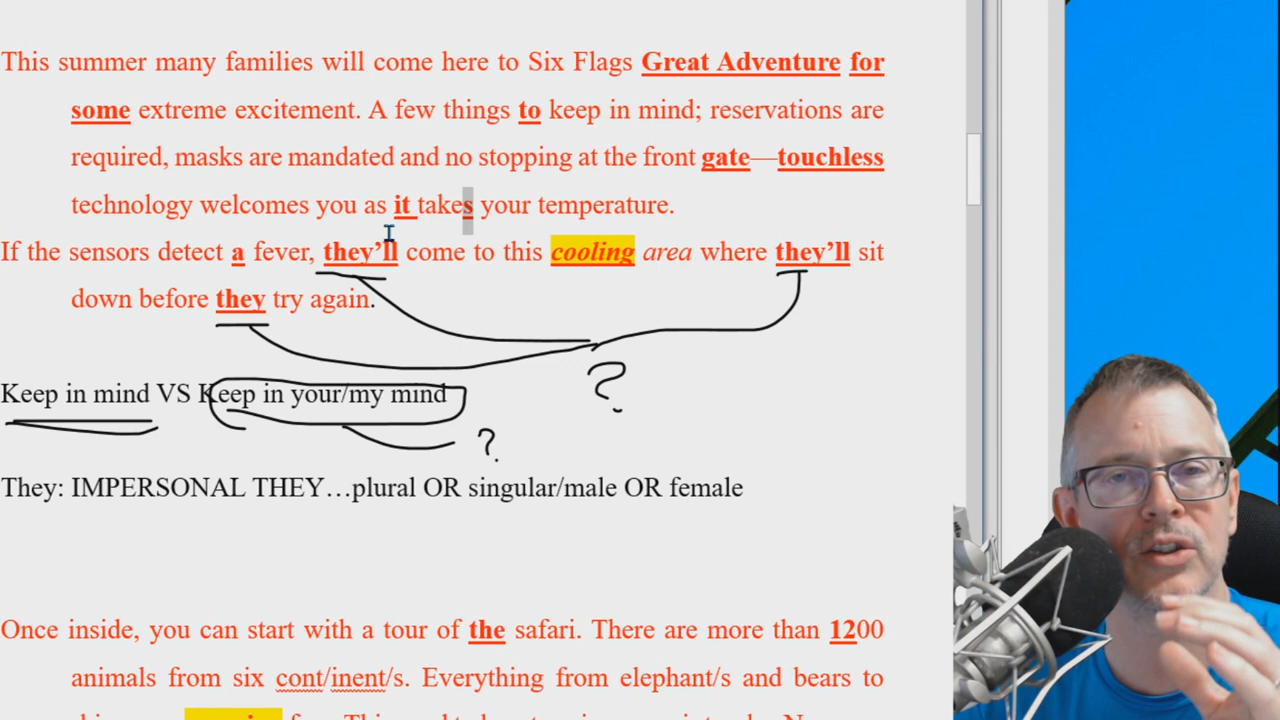 This summer many families will come here to Six Flags Great Adventure for
some extreme excitement. A few things to keep in mind; reservations are
required, masks are mandated and no stopping at the front gate—touchless
technology welcomes you as it takes your temperature.
If the sensors detect a fever, they’ll come to this cooling area where they’ll sit
down before they try again.
?
Keep in mind VS Keep in your/my mind
?
They: IMPERSONAL THEY…plural OR singular/male OR female
Once inside, you can start with a tour of the safari. There are more than 1200
animals from six cont/inent/s. Everything from elephant/s and bears to